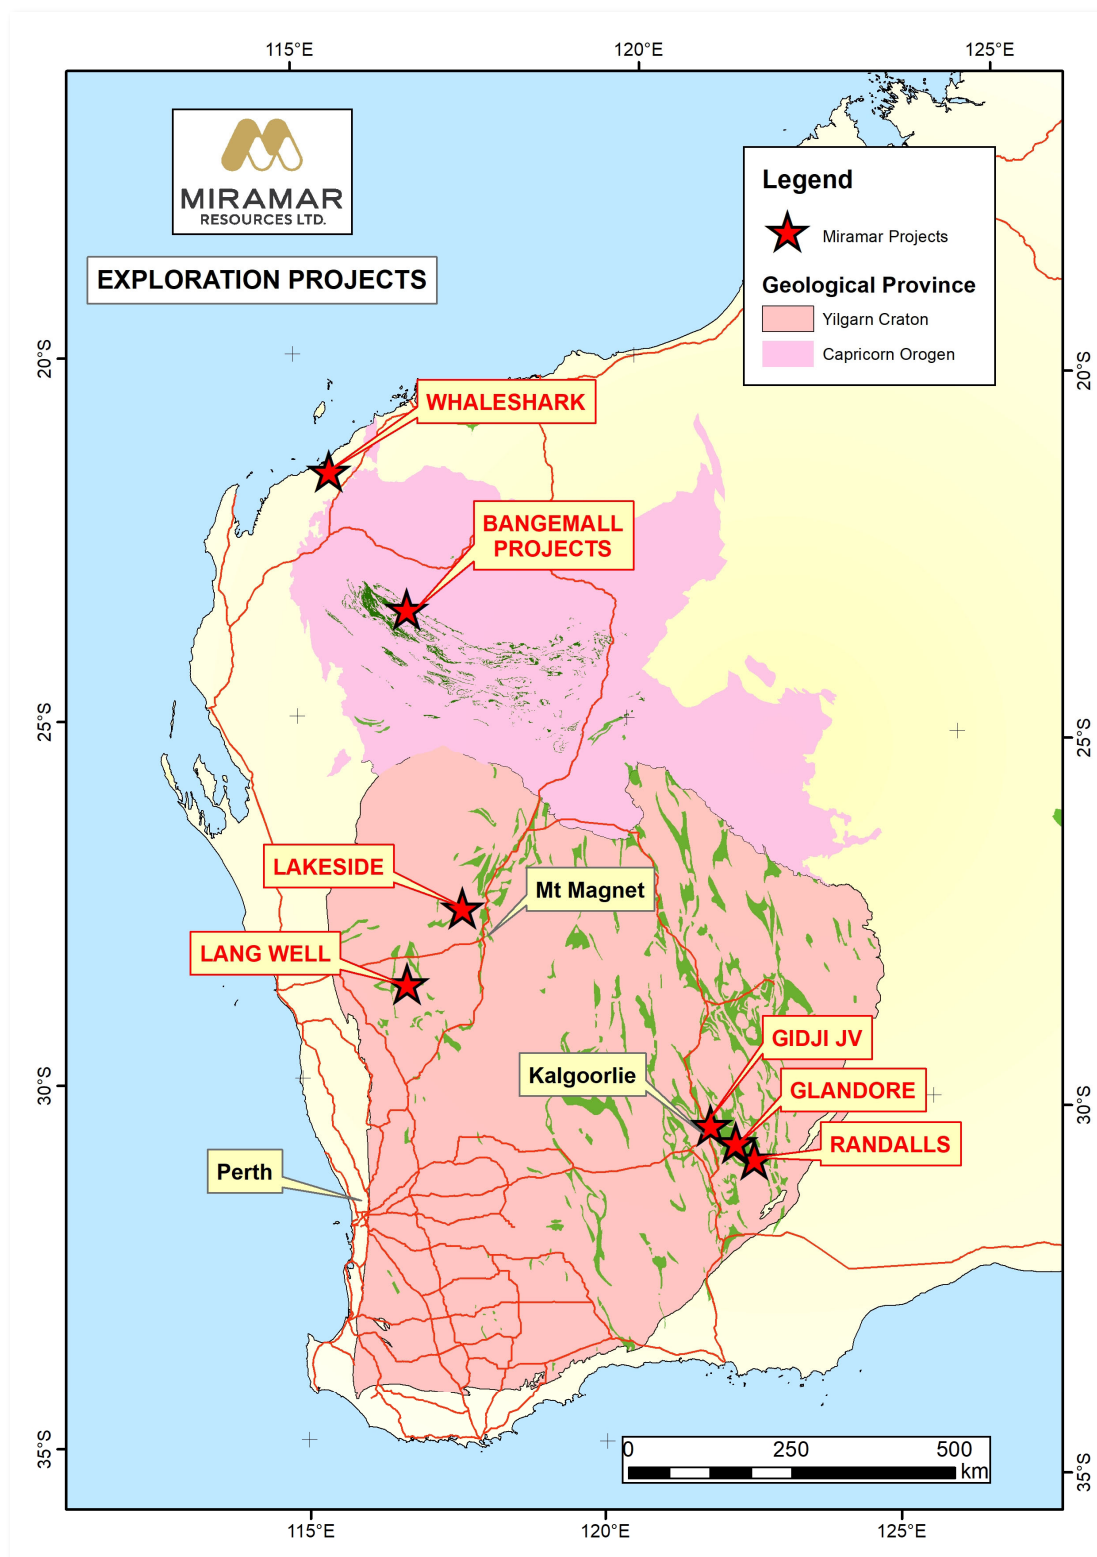 115°E
120°E
125°E
MIRAMAR
RESOURCES LTD.
EXPLORATION PROJECTS
Legend
Miramar Projects
Geological Province
Yilgarn Craton
Capricorn Orogen
20°S
20°S
WHALESHARK
BANGEMALL
PROJECTS
25°S
25°S
LAKESIDE
Mt Magnet
LANG WELL
GIDJI JV
Kalgoorlie
GLANDORE
30°S
30°S
RANDALLS
Perth
35°S
35°S
0
250
500
km
115°E
120°E
125°E